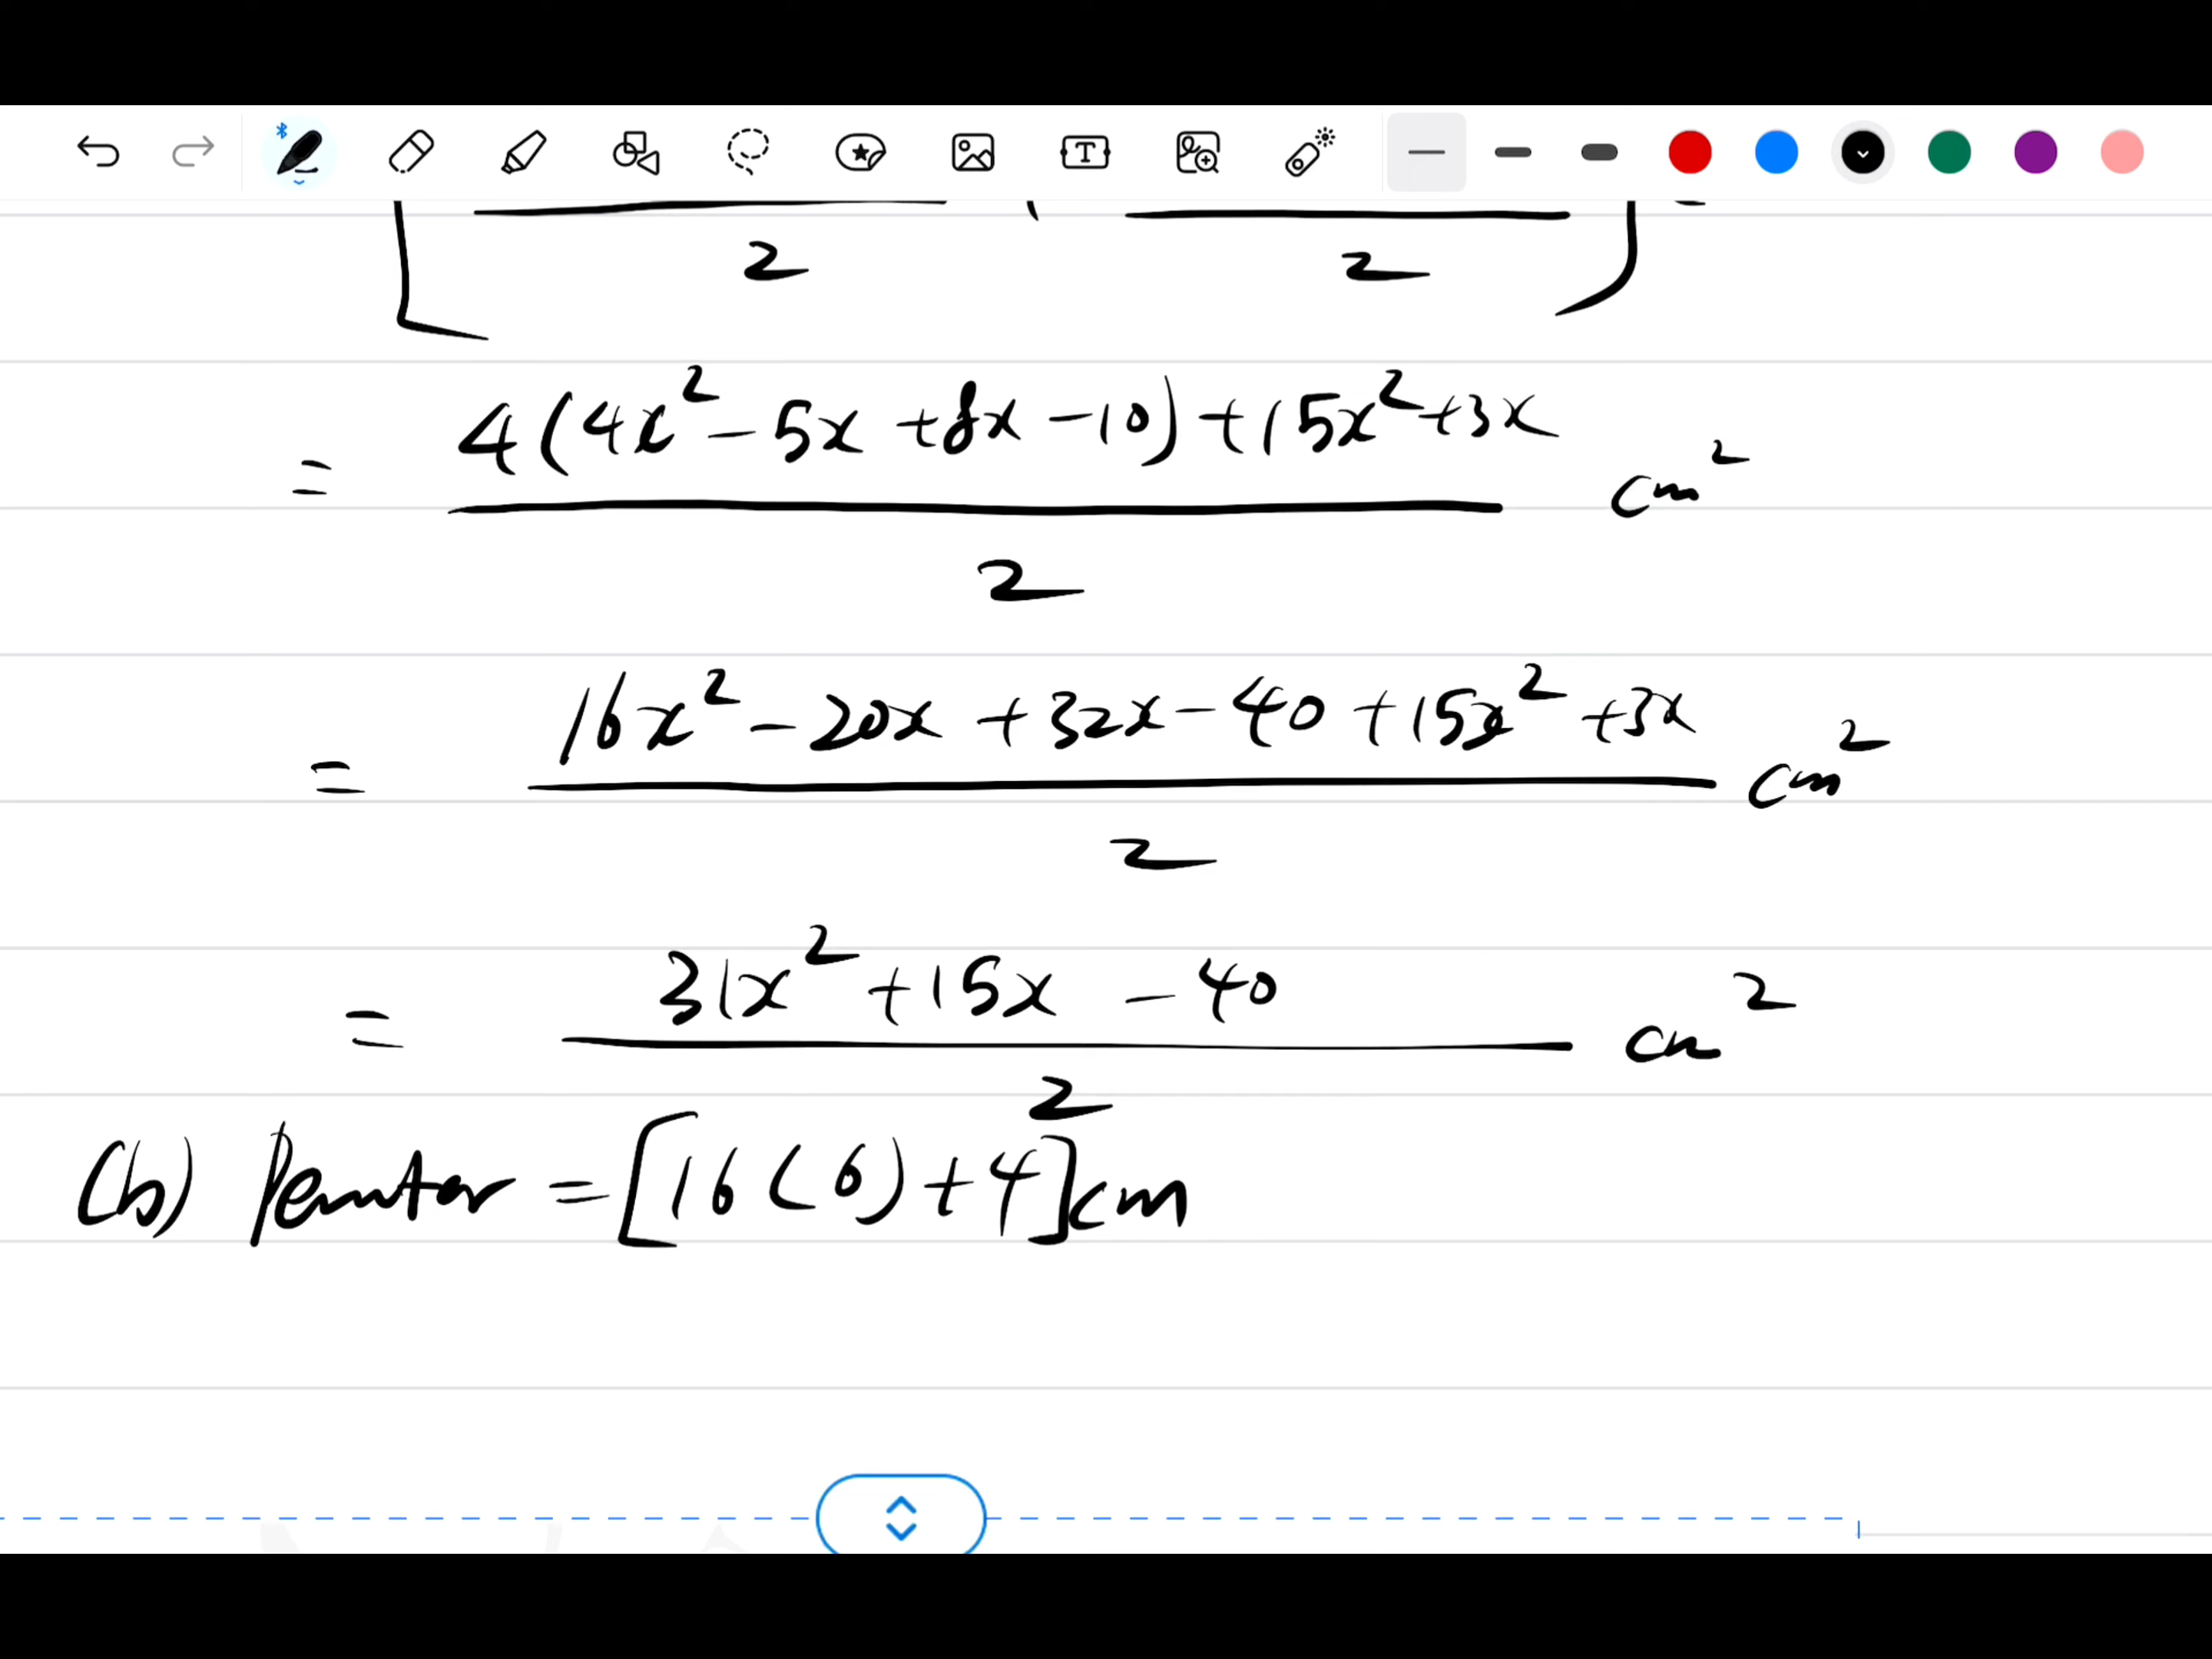 2 2
= 4(4x² - 5x + 8x - 10) + 15x² + 3x cm²
2
= 16x² - 20x + 32x - 40 + 15x² + 3x cm²
2
= 31x² + 15x - 40 cm²
2
(b) = [16(6) + 4]cm